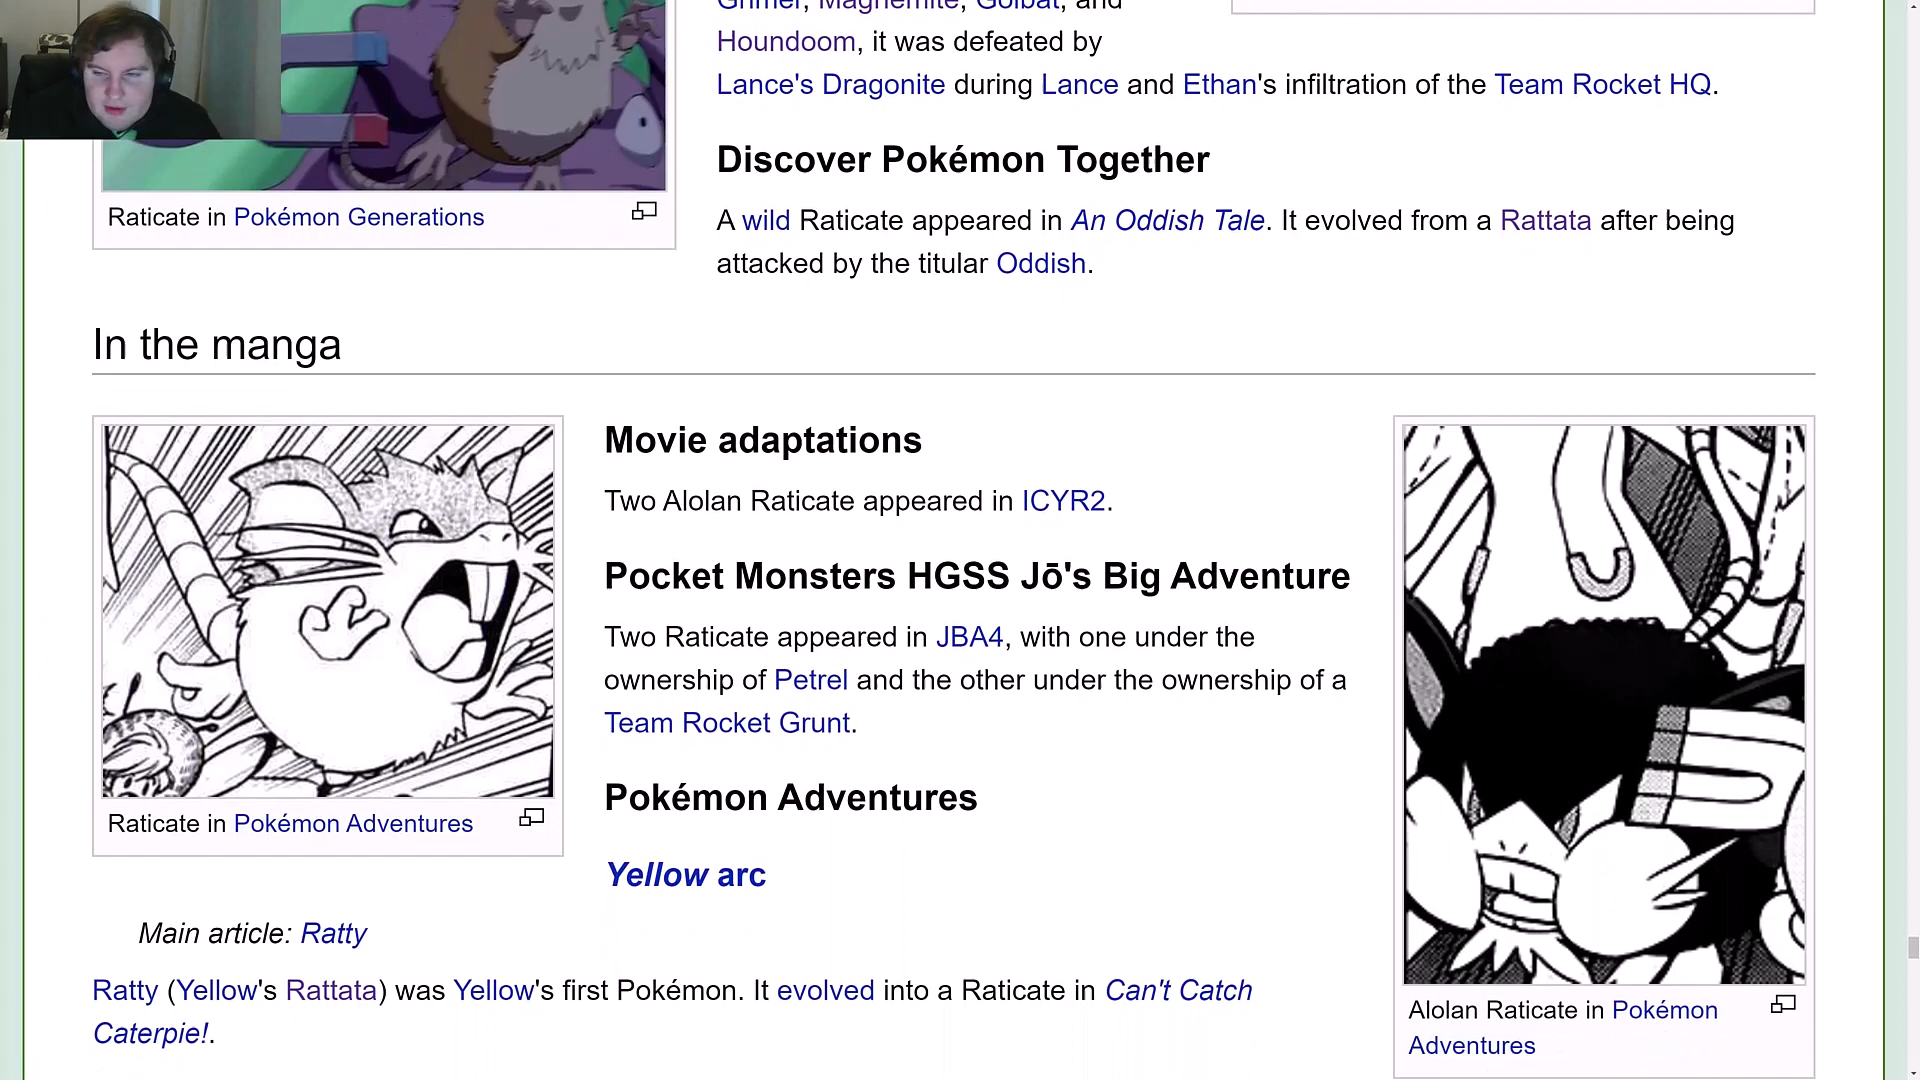 Grimer, Magnemite, Golbat, and
Houndoom, it was defeated by
Lance's Dragonite during Lance and Ethan's infiltration of the Team Rocket HQ.
Discover Pokémon Together
A wild Raticate appeared in An Oddish Tale. It evolved from a Rattata after being
attacked by the titular Oddish.
Raticate in Pokémon Generations
In the manga
Movie adaptations
Two Alolan Raticate appeared in ICYR2.
Pocket Monsters HGSS Jō's Big Adventure
Two Raticate appeared in JBA4, with one under the
ownership of Petrel and the other under the ownership of a
Team Rocket Grunt.
Pokémon Adventures
Raticate in Pokémon Adventures
Yellow arc
Main article: Ratty
Ratty (Yellow's Rattata) was Yellow's first Pokémon. It evolved into a Raticate in Can't Catch
Caterpie!.
Alolan Raticate in Pokémon
Adventures